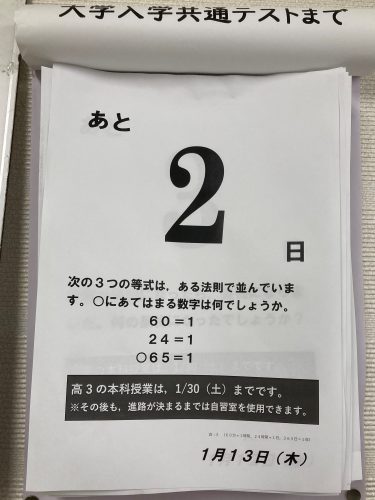 大学入学共通テストまで
あと
2
日
次の3つの等式は，ある法則で並んでいま
す。○にあてはまる数字は何でしょうか。
60＝1
24＝1
○65＝1
高3の本科授業は，1/30（土）までです。
※その後も、進路が決まるまでは自習室を使用できます。
1月13日（木）